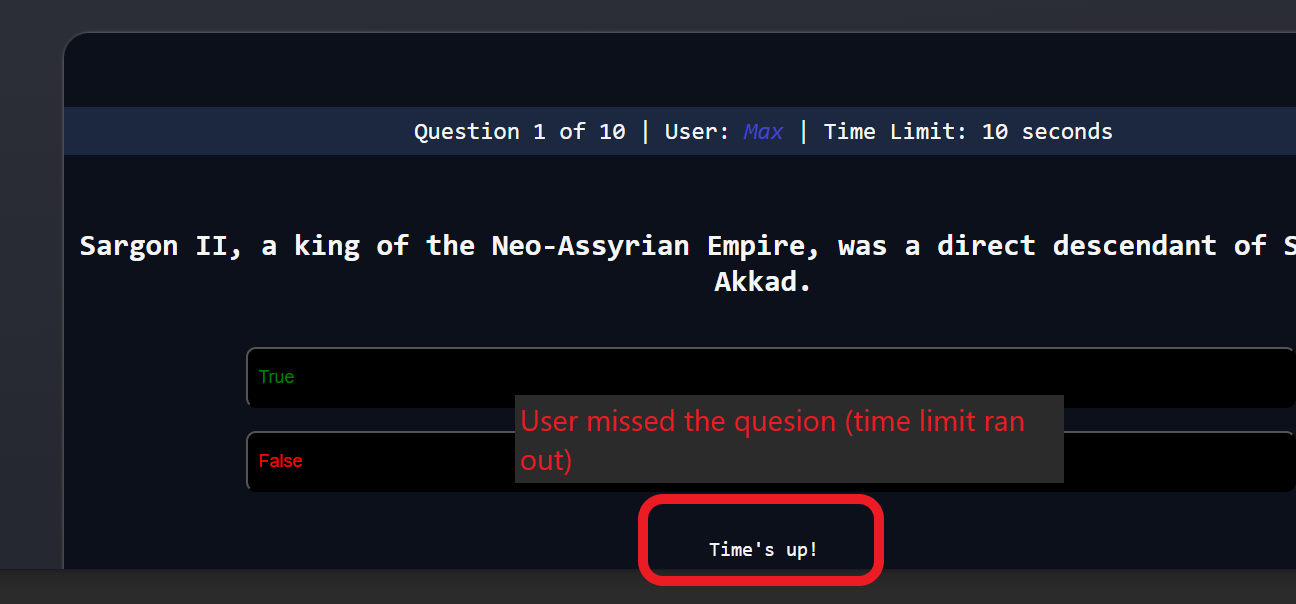 Question 1 of 10 | User: Max | Time Limit: 10 seconds
Sargon II, a king of the Neo-Assyrian Empire, was a direct descendant of
Akkad.
True
User missed the quesion (time limit ran
out)
False
Time's up!